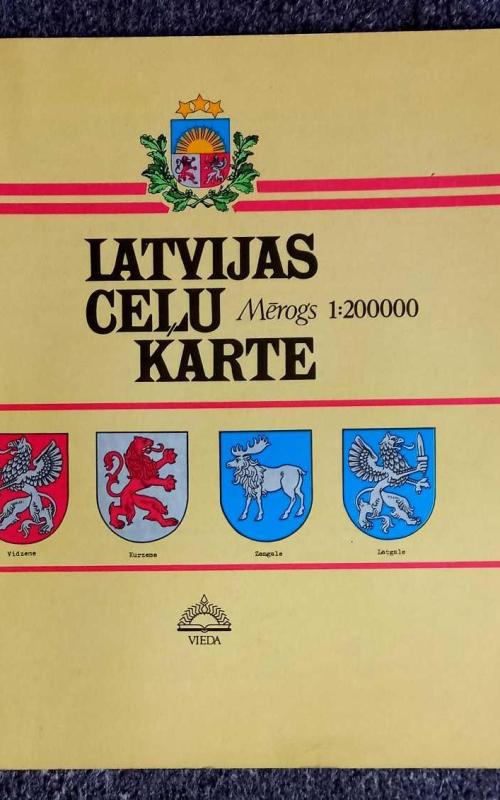 LATVIJAS
CEĻU Mērogs 1:200000
KARTE
Vidzeme Kurzeme Zemgale Latgale
VIEDA